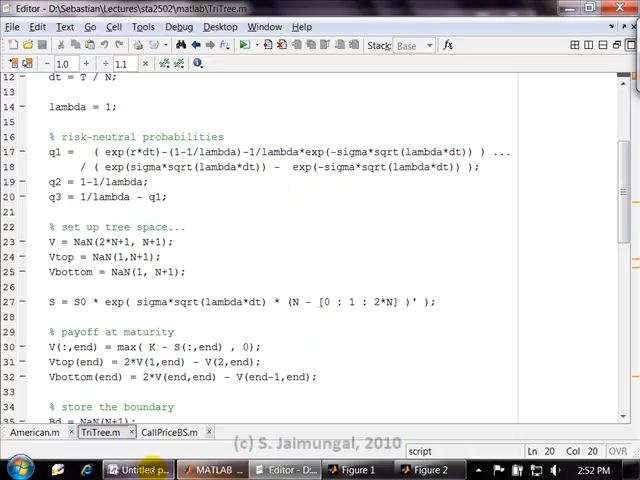 Editor - D:\Sebastian\Lectures\sta2502\matlab\TriTree.m
File Edit Text Go Cell Tools Debug Desktop Window Help
Stack: Base fx
1.0 + ÷ 1.1 ×
12 dt = T / N;
13
14 lambda = 1;
15
16 % risk-neutral probabilities
17 q1 = ( exp(r*dt)-(1-1/lambda)-1/lambda*exp(-sigma*sqrt(lambda*dt)) ) ...
18 / ( exp(sigma*sqrt(lambda*dt)) - exp(-sigma*sqrt(lambda*dt)) );
19 q2 = 1-1/lambda;
20 q3 = 1/lambda - q1;
21
22 % set up tree space...
23 V = NaN(2*N+1, N+1);
24 Vtop = NaN(1,N+1);
25 Vbottom = NaN(1, N+1);
26
27 S = S0 * exp( sigma*sqrt(lambda*dt) * (N - [0 : 1 : 2*N] )' );
28
29 % payoff at maturity
30 V(:,end) = max( K - S(:,end) , 0);
31 Vtop(end) = 2*V(1,end) - V(2,end);
32 Vbottom(end) = 2*V(end,end) - V(end-1,end);
33
34 % store the boundary
35 Bd = NaN(N+1);
American.m × TriTree.m × CallPriceBS.m ×
(c) S. Jaimungal, 2010
script Ln 20 Col 20 OVR
Untitled p... MATLAB ... Editor - D:... Figure 1 Figure 2 2:52 PM